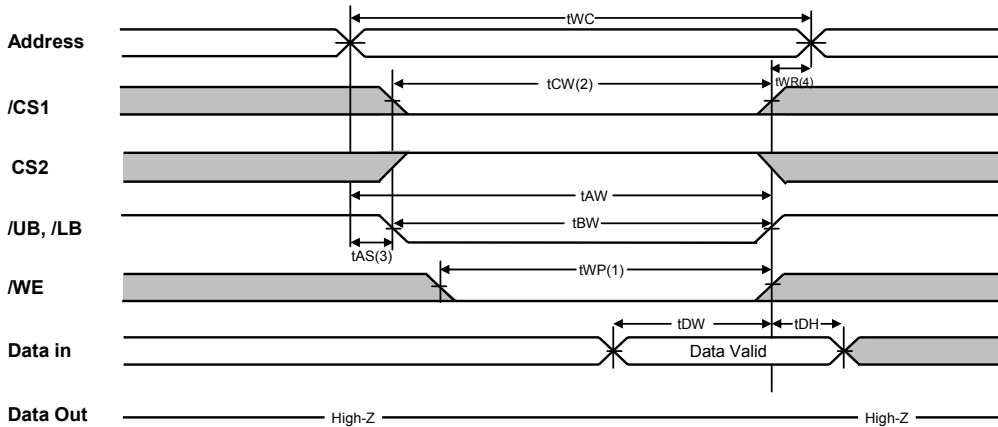 tWC
Address
tCW(2)
tWR(4)
/CS1
CS2
tAW
/UB, /LB
tBW
tAS(3)
tWP(1)
/WE
tDW
tDH
Data in
Data Valid
Data Out
High-Z
High-Z